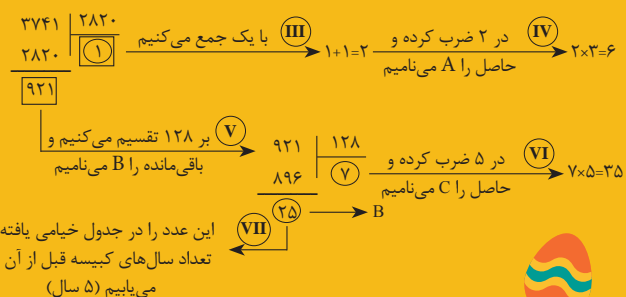 ۳۷۴۱ ۲۸۲۰
۲۸۲۰ ۱
۹۲۱
III با یک جمع می‌کنیم
۱+۱=۲
IV در ۲ ضرب کرده و
حاصل را A می‌نامیم
۲×۳=۶
V بر ۱۲۸ تقسیم می‌کنیم و
باقی‌مانده را B می‌نامیم
۹۲۱ ۱۲۸
۸۹۶ ۷
۲۵ B
VI در ۵ ضرب کرده و
حاصل را C می‌نامیم
۷×۵=۳۵
VII این عدد را در جدول خیامی یافته
تعداد سال‌های کبیسه قبل از آن
می‌یابیم (۵ سال)